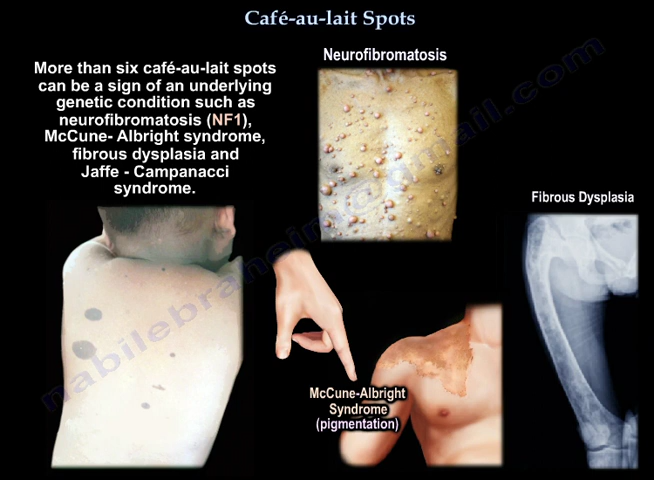 Café-au-lait Spots
More than six café-au-lait spots
can be a sign of an underlying
genetic condition such as
neurofibromatosis (NF1),
McCune- Albright syndrome,
fibrous dysplasia and
Jaffe - Campanacci
syndrome.
Neurofibromatosis
Fibrous Dysplasia
McCune-Albright
Syndrome
(pigmentation)